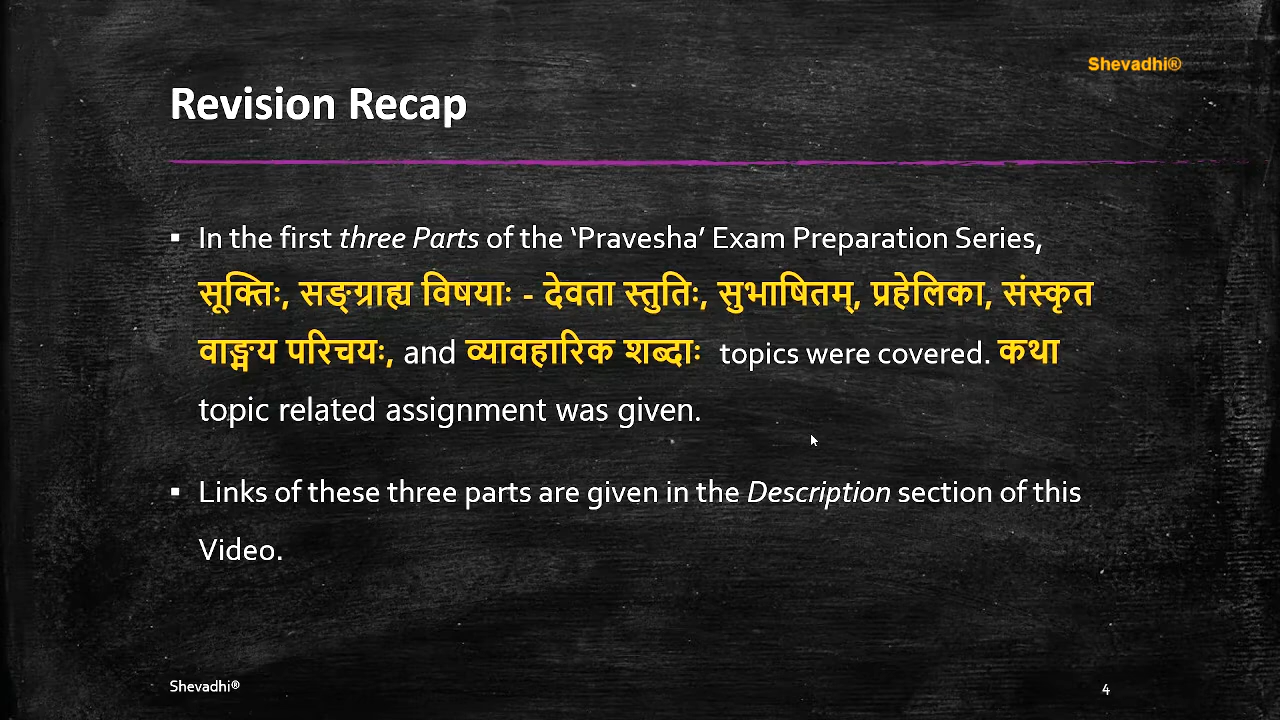 Shevadhi®
Revision Recap
▪ In the first three Parts of the ‘Pravesha’ Exam Preparation Series,
सूक्तिः, सङ्ग्राह्य विषयाः - देवता स्तुतिः, सुभाषितम्, प्रहेलिका, संस्कृत
वाङ्मय परिचयः, and व्यावहारिक शब्दाः topics were covered. कथा
topic related assignment was given.
▪ Links of these three parts are given in the Description section of this
Video.
Shevadhi®
4